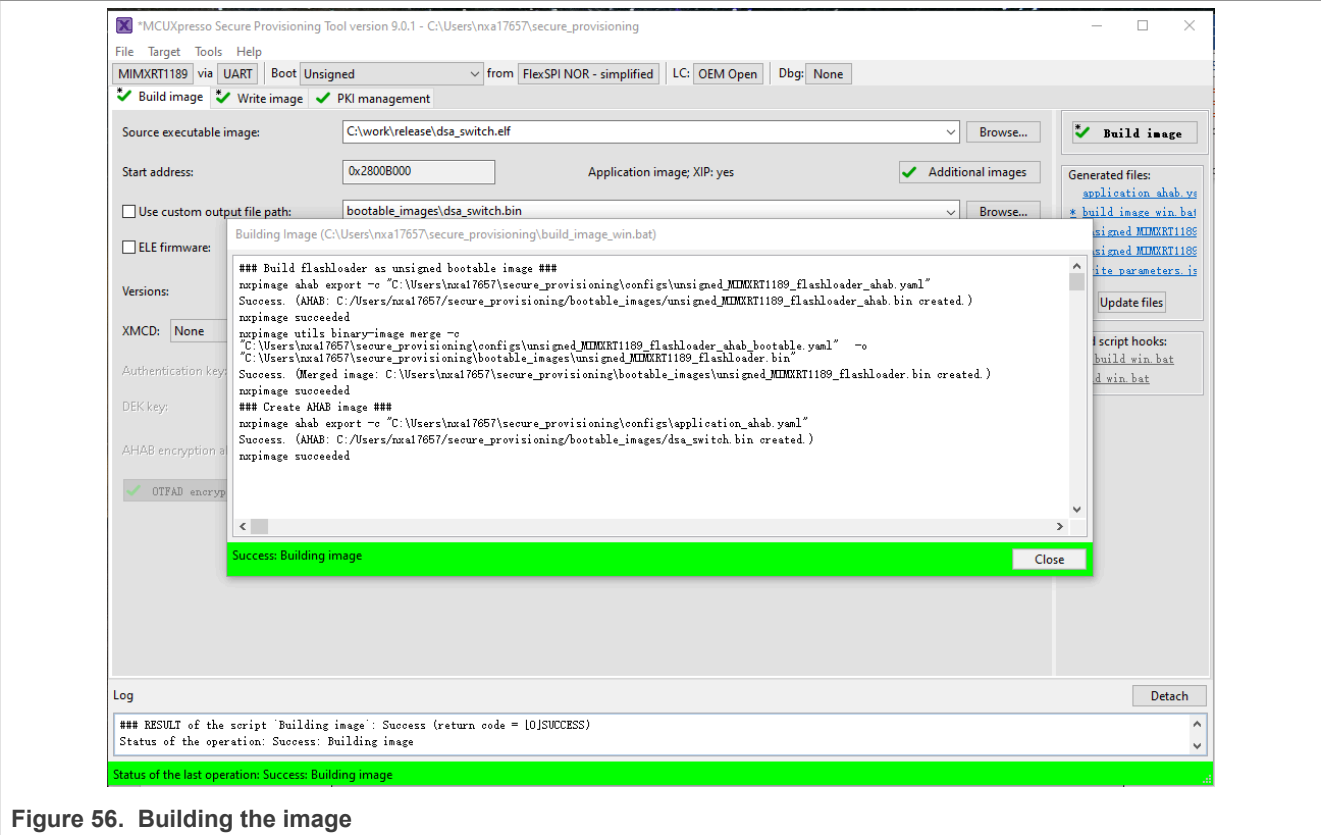 *MCUXpresso Secure Provisioning Tool version 9.0.1 - C:\Users\nxa17657\secure_provisioning
File Target Tools Help
MIMXRT1189 via UART Boot Unsigned from FlexSPI NOR - simplified LC: OEM Open Dbg: None
* Build image * Write image PKI management
Source executable image: C:\work\release\dsa_switch.elf Browse... * Build image
Start address: 0x2800B000 Application image; XIP: yes Additional images
Generated files:
application_ahab.ya
Use custom output file path: bootable_images\dsa_switch.bin Browse...
* build_image_win.bat
Building Image (C:\Users\nxa17657\secure_provisioning\build_image_win.bat)
signed_MIMXRT1189
ELE firmware:
signed_MIMXRT1189
ite_parameters.js
### Build flashloader as unsigned bootable image ###
nxpimage ahab export -c "C:\Users\nxa17657\secure_provisioning\configs\unsigned_MIMXRT1189_flashloader_ahab.yaml"
Versions:
Success. (AHAB: C:/Users/nxa17657/secure_provisioning/bootable_images/unsigned_MIMXRT1189_flashloader_ahab.bin created.)
Update files
nxpimage succeeded
XMCD: None
nxpimage utils binary-image merge -c
"C:\Users\nxa17657\secure_provisioning\configs\unsigned_MIMXRT1189_flashloader_ahab_bootable.yaml" -o
script hooks:
"C:\Users\nxa17657\secure_provisioning\bootable_images\unsigned_MIMXRT1189_flashloader.bin"
build_win.bat
Authentication key:
Success. (Merged image: C:\Users\nxa17657\secure_provisioning\bootable_images\unsigned_MIMXRT1189_flashloader.bin created.)
d_win.bat
nxpimage succeeded
DEK key:
### Create AHAB image ###
nxpimage ahab export -c "C:\Users\nxa17657\secure_provisioning\configs\application_ahab.yaml"
Success. (AHAB: C:/Users/nxa17657/secure_provisioning/bootable_images/dsa_switch.bin created.)
AHAB encryption a
nxpimage succeeded
OTFAD encryp
Success: Building image Close
Log Detach
### RESULT of the script `Building image`: Success (return code = [0]SUCCESS)
Status of the operation: Success: Building image
Status of the last operation: Success: Building image
Figure 56. Building the image